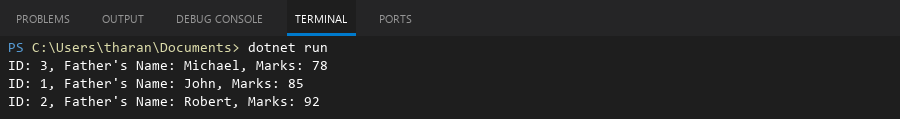 PROBLEMS OUTPUT DEBUG CONSOLE TERMINAL PORTS
PS C:\Users\tharan\Documents> dotnet run
ID: 3, Father's Name: Michael, Marks: 78
ID: 1, Father's Name: John, Marks: 85
ID: 2, Father's Name: Robert, Marks: 92